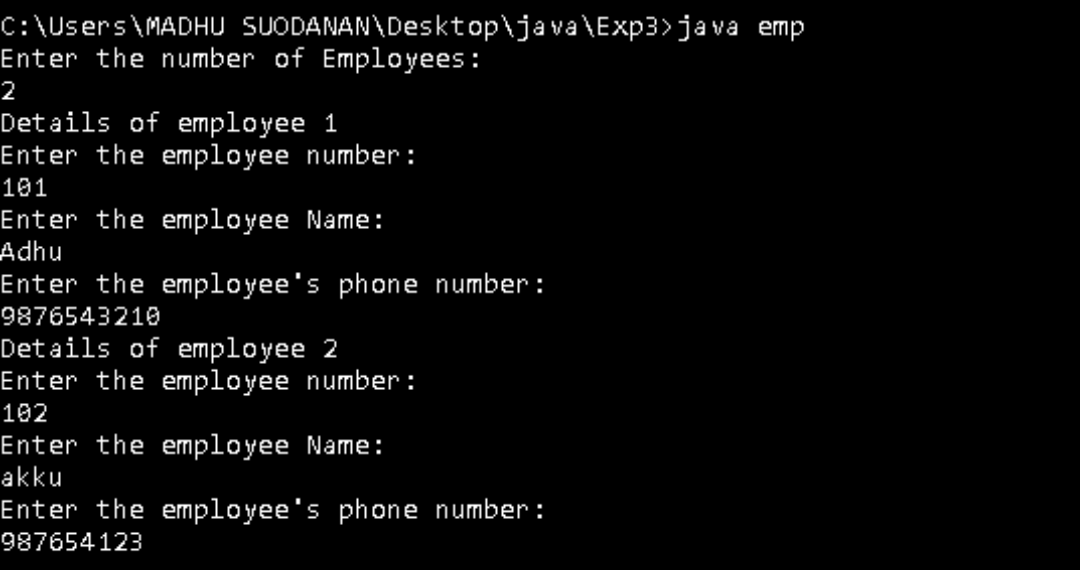 C:\Users\MADHU SUODANAN\Desktop\java\Exp3>java emp
Enter the number of Employees:
2
Details of employee 1
Enter the employee number:
101
Enter the employee Name:
Adhu
Enter the employee's phone number:
9876543210
Details of employee 2
Enter the employee number:
102
Enter the employee Name:
akku
Enter the employee's phone number:
987654123